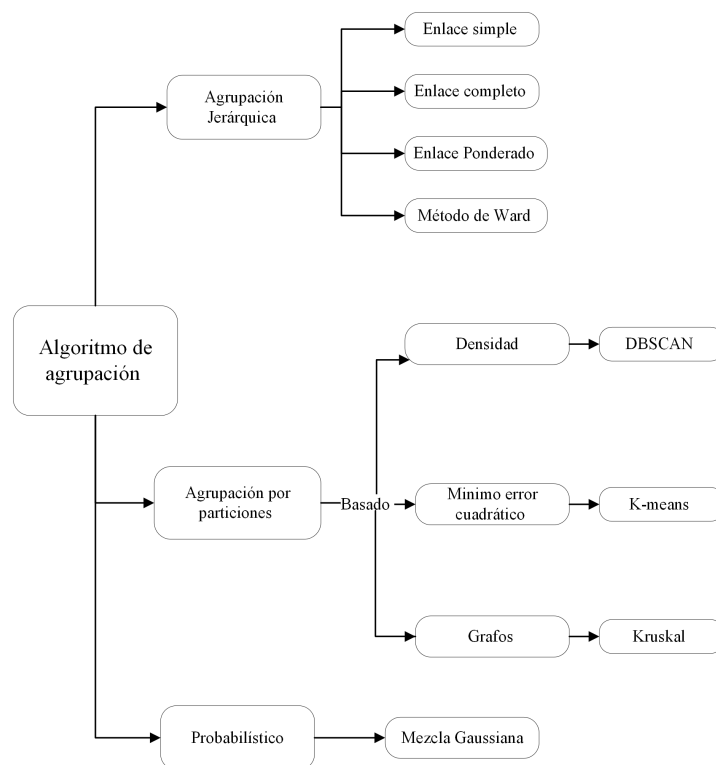 Algoritmo de
agrupación
Agrupación
Jerárquica
Enlace simple
Enlace completo
Enlace Ponderado
Método de Ward
Agrupación por
particiones
Basado
Densidad
DBSCAN
Minimo error
cuadrático
K-means
Grafos
Kruskal
Probabilístico
Mezcla Gaussiana